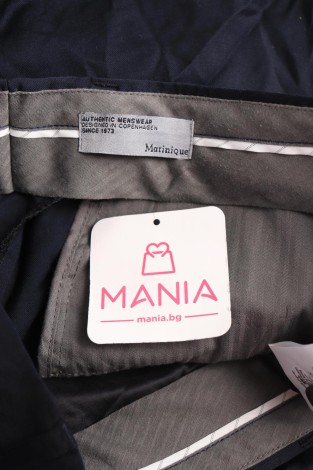 AUTHENTIC MENSWEAR
DESIGNED IN COPENHAGEN
SINCE 1973
Matinique
MANIA
mania.bg